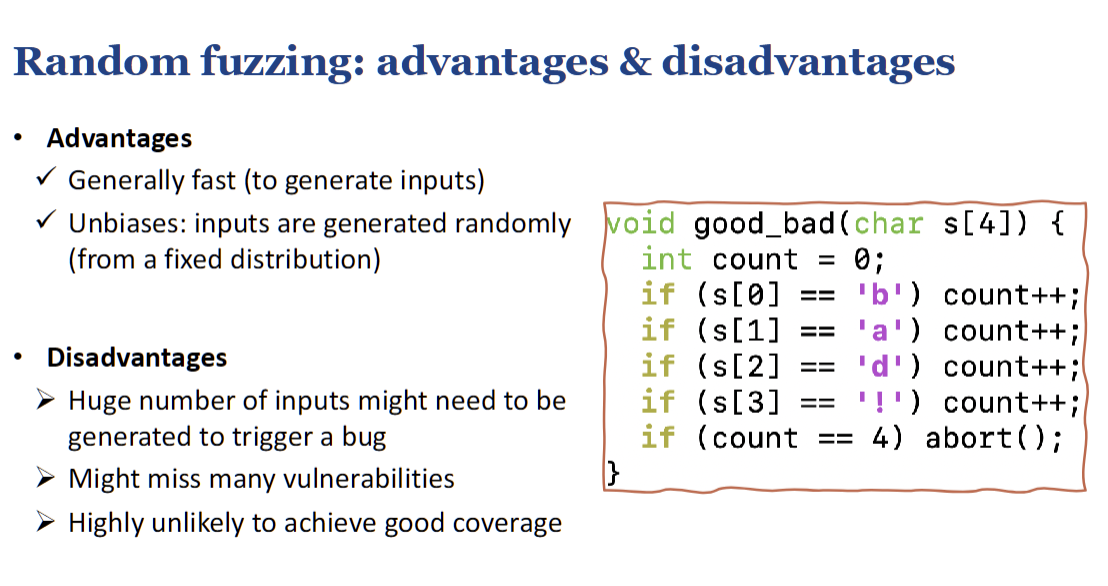 Random fuzzing: advantages & disadvantages
• Advantages
✓ Generally fast (to generate inputs)
✓ Unbiases: inputs are generated randomly
(from a fixed distribution)
• Disadvantages
➢ Huge number of inputs might need to be
generated to trigger a bug
➢ Might miss many vulnerabilities
➢ Highly unlikely to achieve good coverage
void good_bad(char s[4]) {
  int count = 0;
  if (s[0] == 'b') count++;
  if (s[1] == 'a') count++;
  if (s[2] == 'd') count++;
  if (s[3] == '!') count++;
  if (count == 4) abort();
}